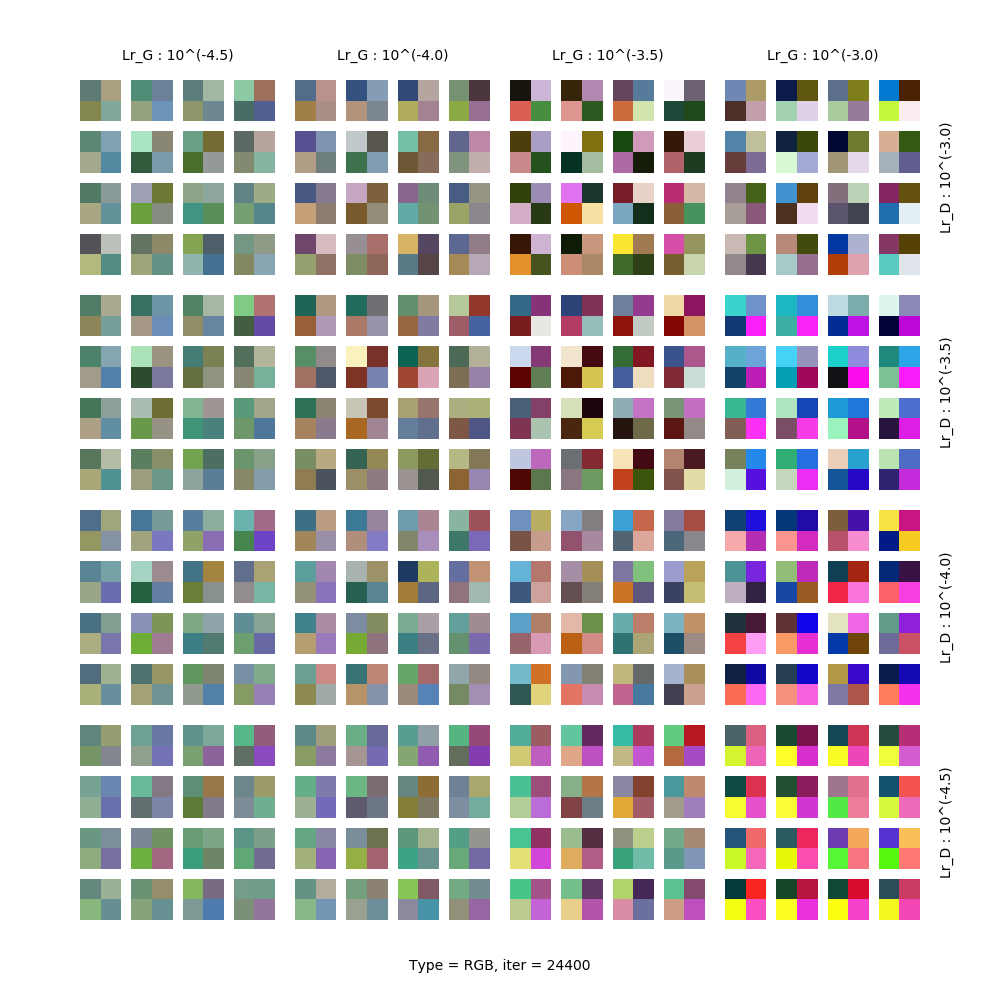 Lr_G : 10^(-4.5)
Lr_G : 10^(-4.0)
Lr_G : 10^(-3.5)
Lr_G : 10^(-3.0)
Lr_D : 10^(-3.0)
Lr_D : 10^(-3.5)
Lr_D : 10^(-4.0)
Lr_D : 10^(-4.5)
Type = RGB, iter = 24400